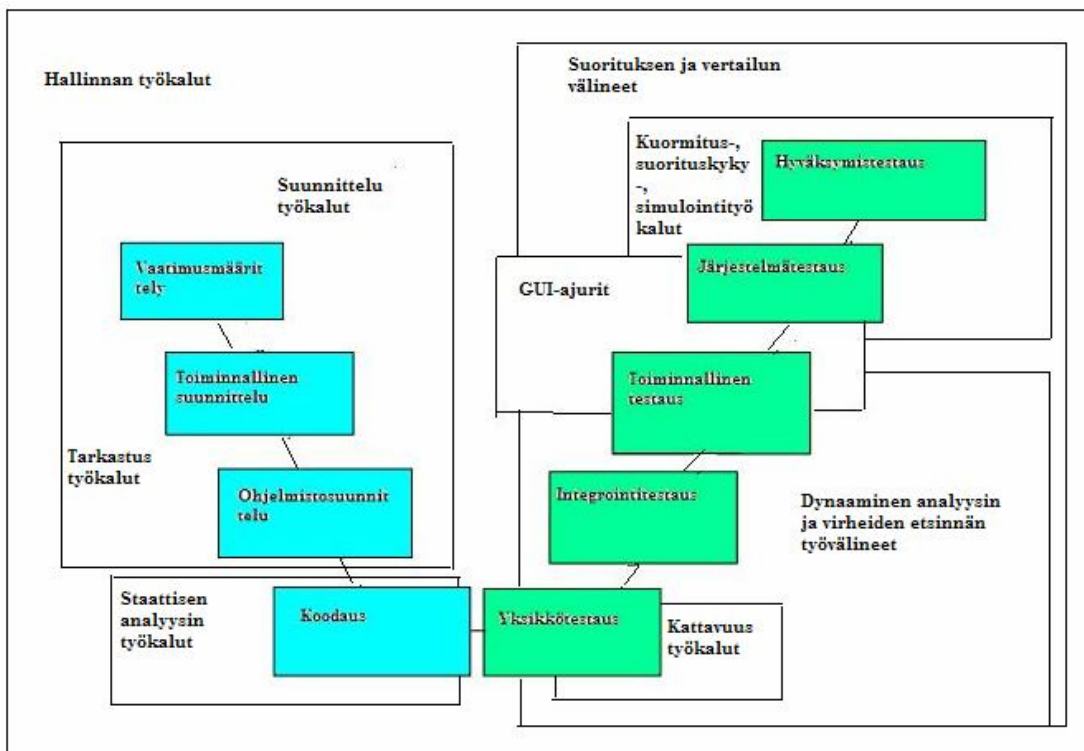 Hallinnan työkalut
Suorituksen ja vertailun
välineet
Suunnittelu
työkalut
Kuormitus-,
suorituskyky
-,
simulointityö
kalut
Hyväksymistestaus
Vaatimusmäärit
tely
GUI-ajurit
Järjestelmätestaus
Toiminnallinen
suunnittelu
Toiminnallinen
testaus
Tarkastus
työkalut
Ohjelmistosuunnit
telu
Integrointitestaus
Dynaaminen analyysin
ja virheiden etsinnän
työvälineet
Staattisen
analyysin
työkalut
Koodaus
Yksikkötestaus
Kattavuus
työkalut